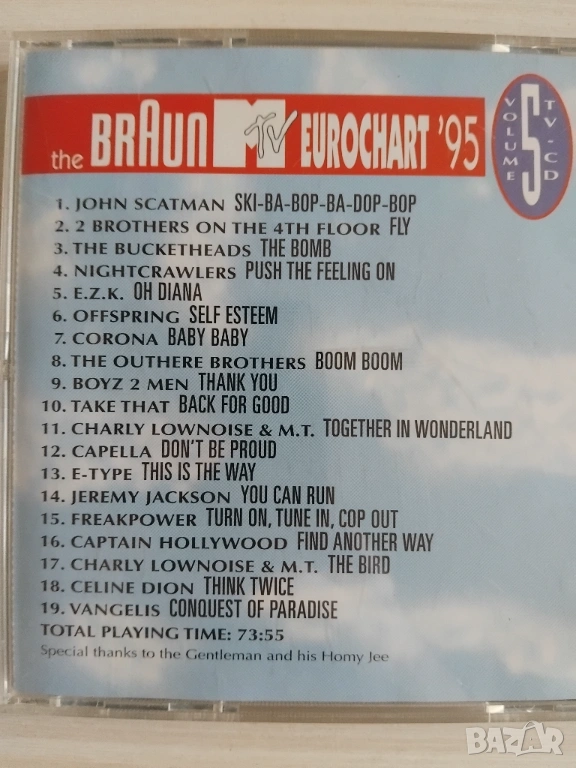 the BRAUN MTV EUROCHART '95
VOLUME 5 TV-CD
1. JOHN SCATMAN SKI-BA-BOP-BA-DOP-BOP
2. 2 BROTHERS ON THE 4TH FLOOR FLY
3. THE BUCKETHEADS THE BOMB
4. NIGHTCRAWLERS PUSH THE FEELING ON
5. E.Z.K. OH DIANA
6. OFFSPRING SELF ESTEEM
7. CORONA BABY BABY
8. THE OUTHERE BROTHERS BOOM BOOM
9. BOYZ 2 MEN THANK YOU
10. TAKE THAT BACK FOR GOOD
11. CHARLY LOWNOISE & M.T. TOGETHER IN WONDERLAND
12. CAPELLA DON'T BE PROUD
13. E-TYPE THIS IS THE WAY
14. JEREMY JACKSON YOU CAN RUN
15. FREAKPOWER TURN ON, TUNE IN, COP OUT
16. CAPTAIN HOLLYWOOD FIND ANOTHER WAY
17. CHARLY LOWNOISE & M.T. THE BIRD
18. CELINE DION THINK TWICE
19. VANGELIS CONQUEST OF PARADISE
TOTAL PLAYING TIME: 73:55
Special thanks to the Gentleman and his Homy Jee
BAZAR